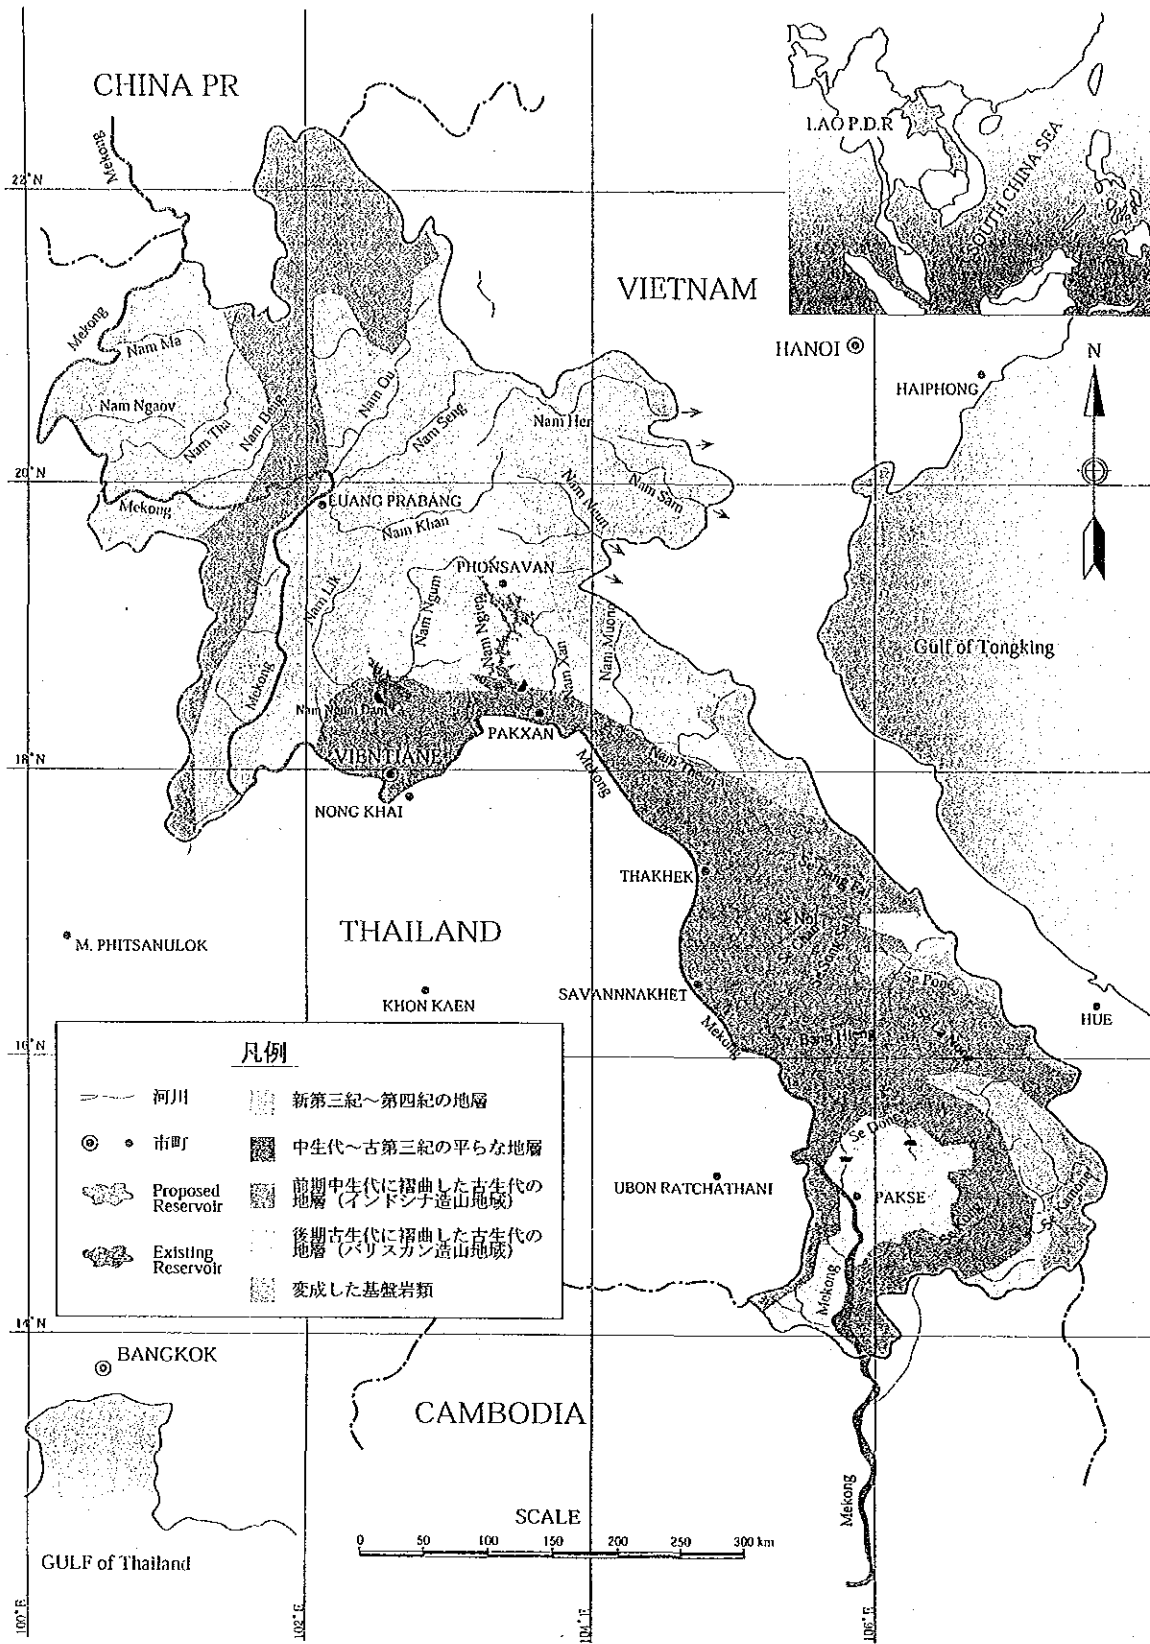 CHINA PR
LAO P.D.R
SOUTH CHINA SEA
Mekong
22°N
VIETNAM
HANOI
HAIPHONG
N
Mekong
Nam Ma
Nam Ou
Nam Ngaov
Nam Tha
Nam Beng
Nam Seng
Nam Her
20°N
Mekong
LUANG PRABANG
Nam Khan
Nam Noun
Nam Sam
PHONSAVAN
Nam Lik
Nam Ngum
Nam Ngiep
Nam Xan
Nam Muong
Gulf of Tongking
Mekong
Nam Ngum Dam
PAKXAN
VIENTIANE
Mekong
Nam Theun
18°N
NONG KHAI
THAKHEK
Se Bang Fai
Se Noi
THAILAND
M. PHITSANULOK
KHON KAEN
SAVANNNAKHET
Se Pone
HUE
Mekong
16°N
凡例
河川
新第三紀〜第四紀の地層
市町
中生代〜古第三紀の平らな地層
Proposed
Reservoir
前期中生代に褶曲した古生代の
地層(インドシナ造山地域)
Existing
Reservoir
後期古生代に褶曲した古生代の
地層(バリスカン造山地域)
変成した基盤岩類
Se Done
UBON RATCHATHANI
PAKSE
Mekong
14°N
BANGKOK
CAMBODIA
SCALE
0 50 100 150 200 250 300 km
Mekong
GULF of Thailand
100°E
102°E
104°E
106°E